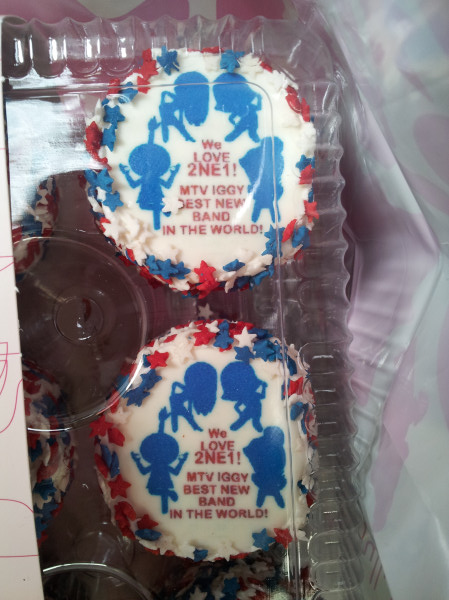 We
LOVE
2NE1!
MTV IGGY
BEST NEW
BAND
IN THE WORLD!
We
LOVE
2NE1!
MTV IGGY
BEST NEW
BAND
IN THE WORLD!